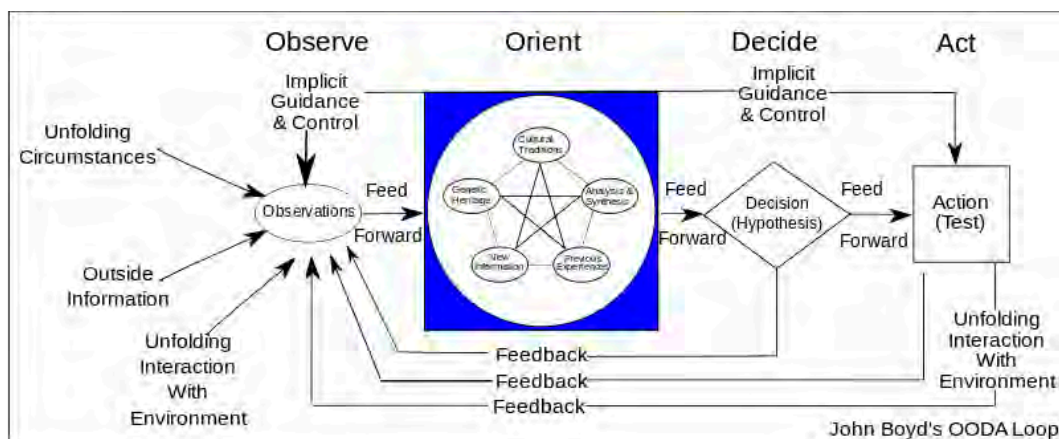 Observe
Orient
Decide
Act
Implicit
Guidance
& Control
Implicit
Guidance
& Control
Unfolding
Circumstances
Observations
Outside
Information
Unfolding
Interaction
With
Environment
Feed
Forward
Cultural
Traditions
Genetic
Heritage
Analysis &
Synthesis
New
Information
Previous
Experiences
Feed
Forward
Decision
(Hypothesis)
Feed
Forward
Action
(Test)
Unfolding
Interaction
With
Environment
Feedback
Feedback
Feedback
John Boyd's OODA Loop